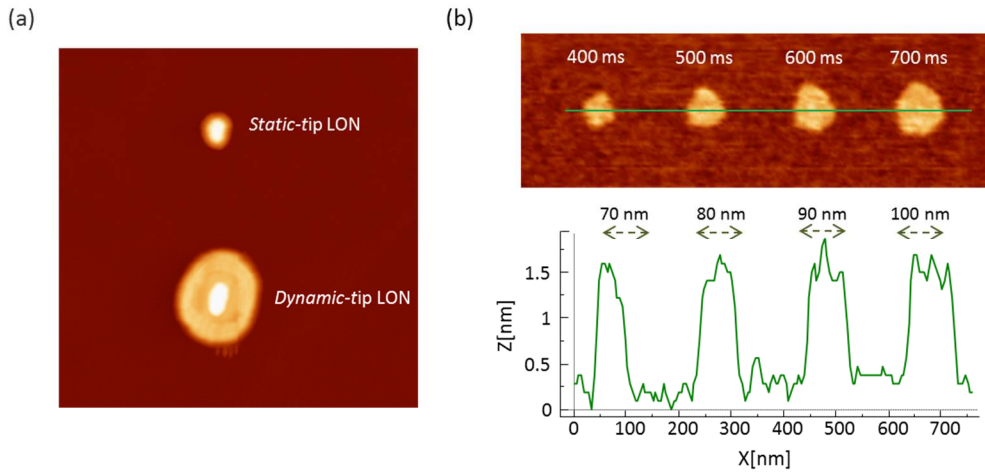 (a)
Static-tip LON
Dynamic-tip LON
(b)
400 ms 500 ms 600 ms 700 ms
70 nm 80 nm 90 nm 100 nm
Z[nm]
1.5
1
0.5
0
0 100 200 300 400 500 600 700
X[nm]